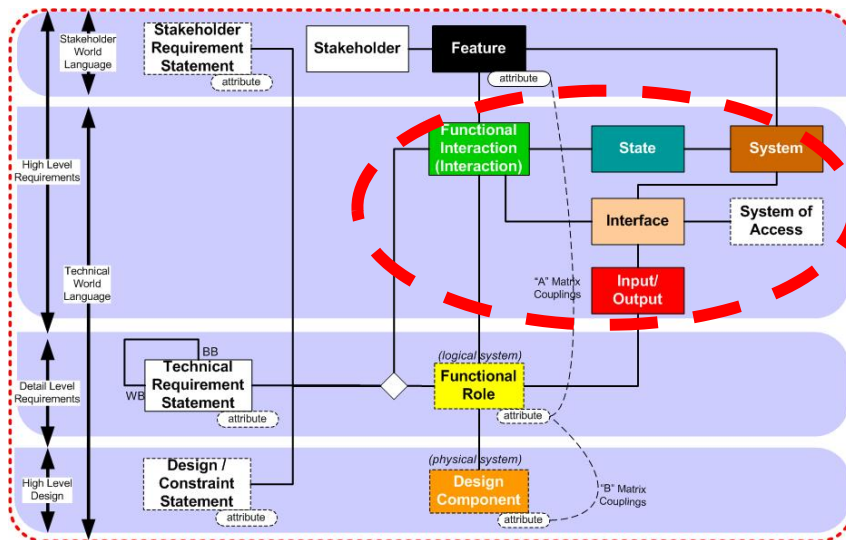 Stakeholder
World
Language
Stakeholder
Requirement
Statement
attribute
Stakeholder
Feature
attribute
High Level
Requirements
Technical
World
Language
Functional
Interaction
(Interaction)
State
System
Interface
System of
Access
"A" Matrix
Couplings
Input/
Output
Detail Level
Requirements
BB
WB
Technical
Requirement
Statement
attribute
(logical system)
Functional
Role
attribute
High Level
Design
Design /
Constraint
Statement
attribute
(physical system)
Design
Component
attribute
"B" Matrix
Couplings